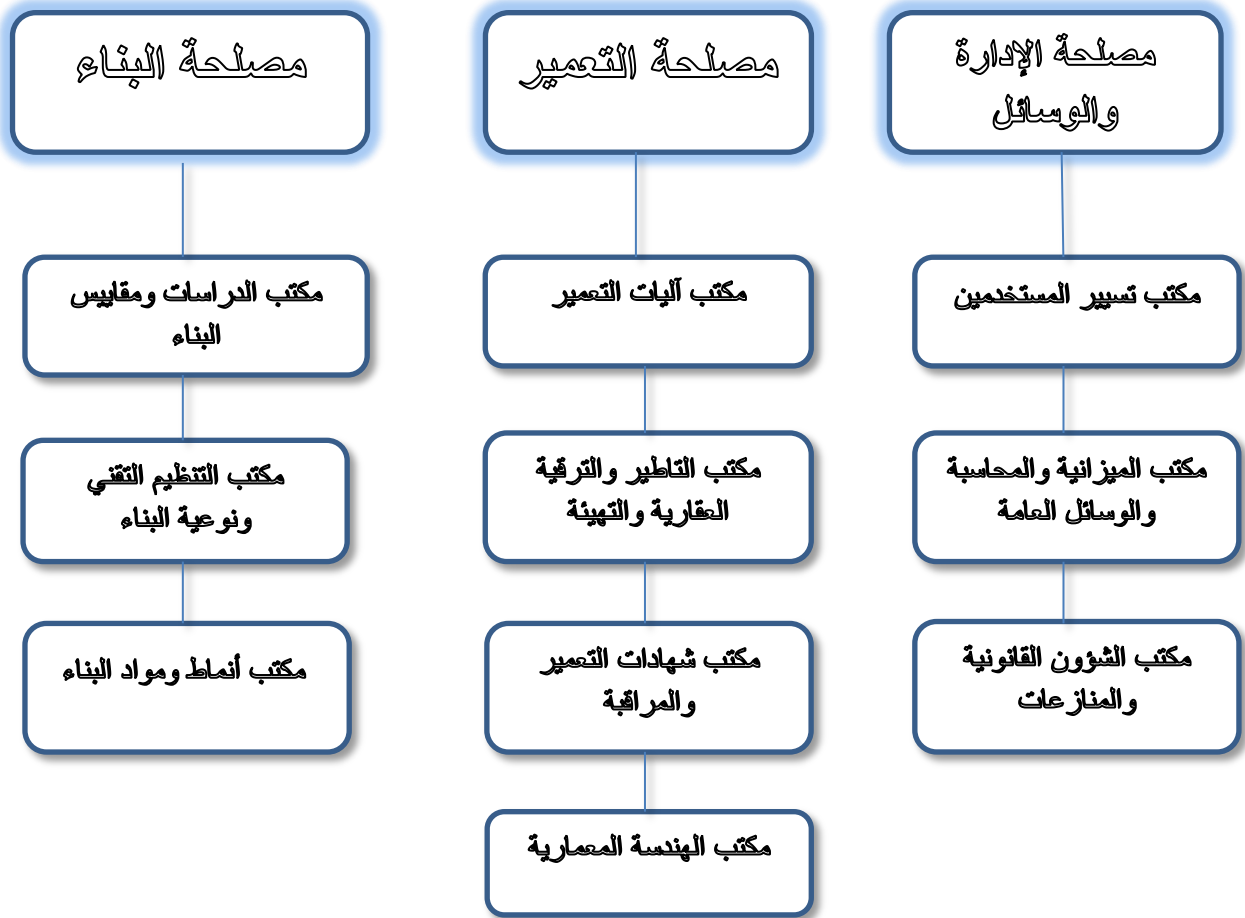 مصلحة الإدارة
والوسائل
مكتب تسيير المستخدمين
مكتب الميزانية والمحاسبة
والوسائل العامة
مكتب الشؤون القانونية
والمنازعات
مصلحة التعمير
مكتب آليات التعمير
مكتب التاطير والترقية
العقارية والتهيئة
مكتب شهادات التعمير
والمراقبة
مكتب الهندسة المعمارية
مصلحة البناء
مكتب الدراسات ومقاييس
البناء
مكتب التنظيم التقني
ونوعية البناء
مكتب أنماط ومواد البناء